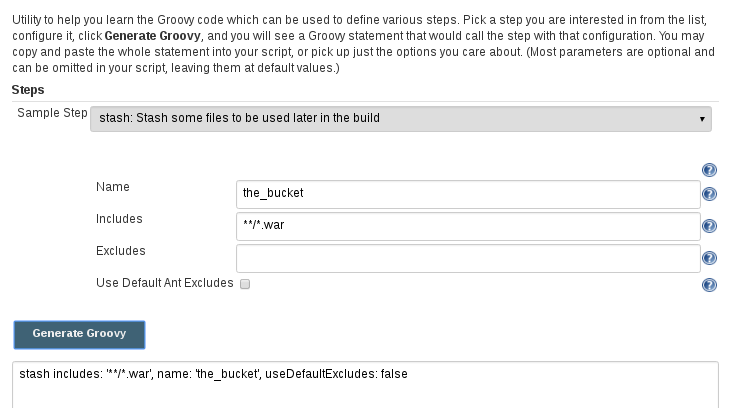 Utility to help you learn the Groovy code which can be used to define various steps. Pick a step you are interested in from the list,
configure it, click Generate Groovy, and you will see a Groovy statement that would call the step with that configuration. You may
copy and paste the whole statement into your script, or pick up just the options you care about. (Most parameters are optional and
can be omitted in your script, leaving them at default values.)
Steps
Sample Step stash: Stash some files to be used later in the build
Name the_bucket
Includes **/*.war
Excludes
Use Default Ant Excludes
Generate Groovy
stash includes: '**/*.war', name: 'the_bucket', useDefaultExcludes: false